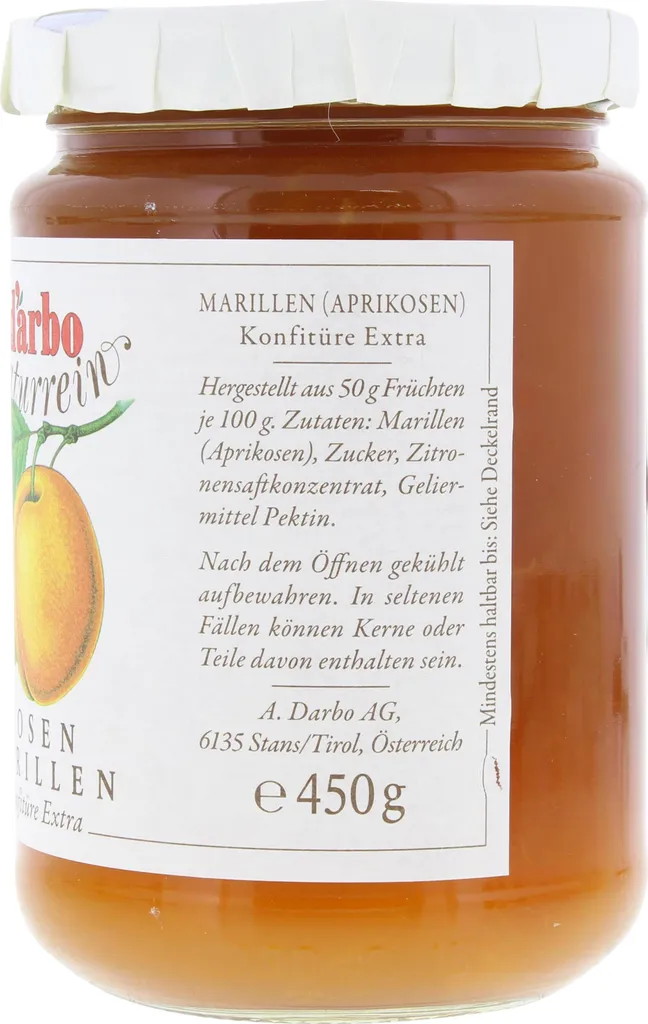 MARILLEN (APRIKOSEN)
Konfitüre Extra
Hergestellt aus 50 g Früchten
je 100 g. Zutaten: Marillen
(Aprikosen), Zucker, Zitro-
nensaftkonzentrat, Gelier-
mittel Pektin.
Nach dem Öffnen gekühlt
aufbewahren. In seltenen
Fällen können Kerne oder
Teile davon enthalten sein.
A. Darbo AG,
6135 Stans/Tirol, Österreich
℮ 450 g
Mindestens haltbar bis: Siehe Deckelrand
d'arbo
turrein
OSEN
RILLEN
fitüre Extra